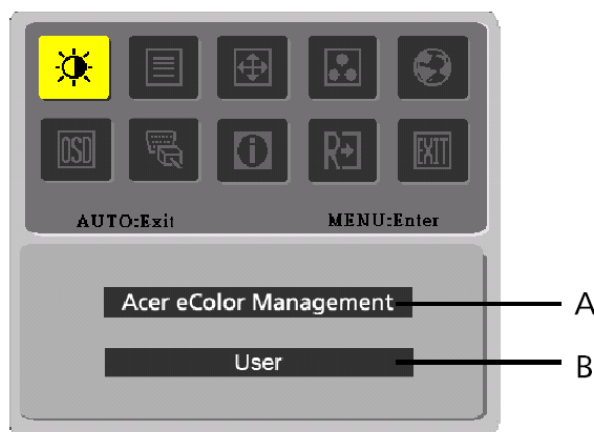 OSD
i
R
EXIT
AUTO:Exit MENU:Enter
Acer eColor Management A
User B